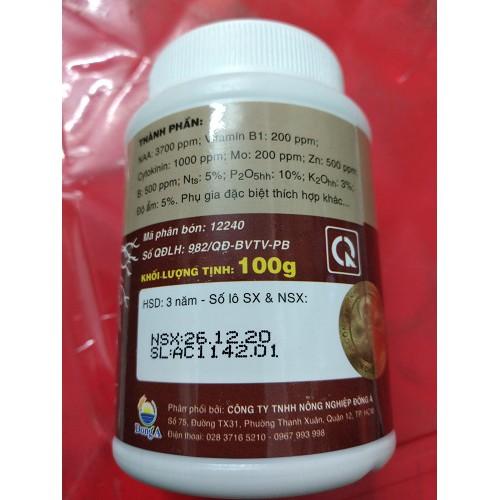 THÀNH PHẦN:
NAA: 3700 ppm; Vitamin B1: 200 ppm;
Cytokinin: 1000 ppm; Mo: 200 ppm; Zn: 500 ppm;
B: 500 ppm; Nts: 5%; P2O5hh: 10%; K2Ohh: 3%;
Độ ẩm: 5%. Phụ gia đặc biệt thích hợp khác...
Mã phân bón: 12240
Số QĐLH: 982/QĐ-BVTV-PB
KHỐI LƯỢNG TỊNH: 100g
HSD: 3 năm - Số lô SX & NSX:
NSX:26.12.20
SL:AC1142.01
Phân phối bởi: CÔNG TY TNHH NÔNG NGHIỆP ĐÔNG Á
Số 75, Đường TX31, Phường Thạnh Xuân, Quận 12, TP. HCM
Điện thoại: 028 3716 5210 - 0967 993 998
DongA